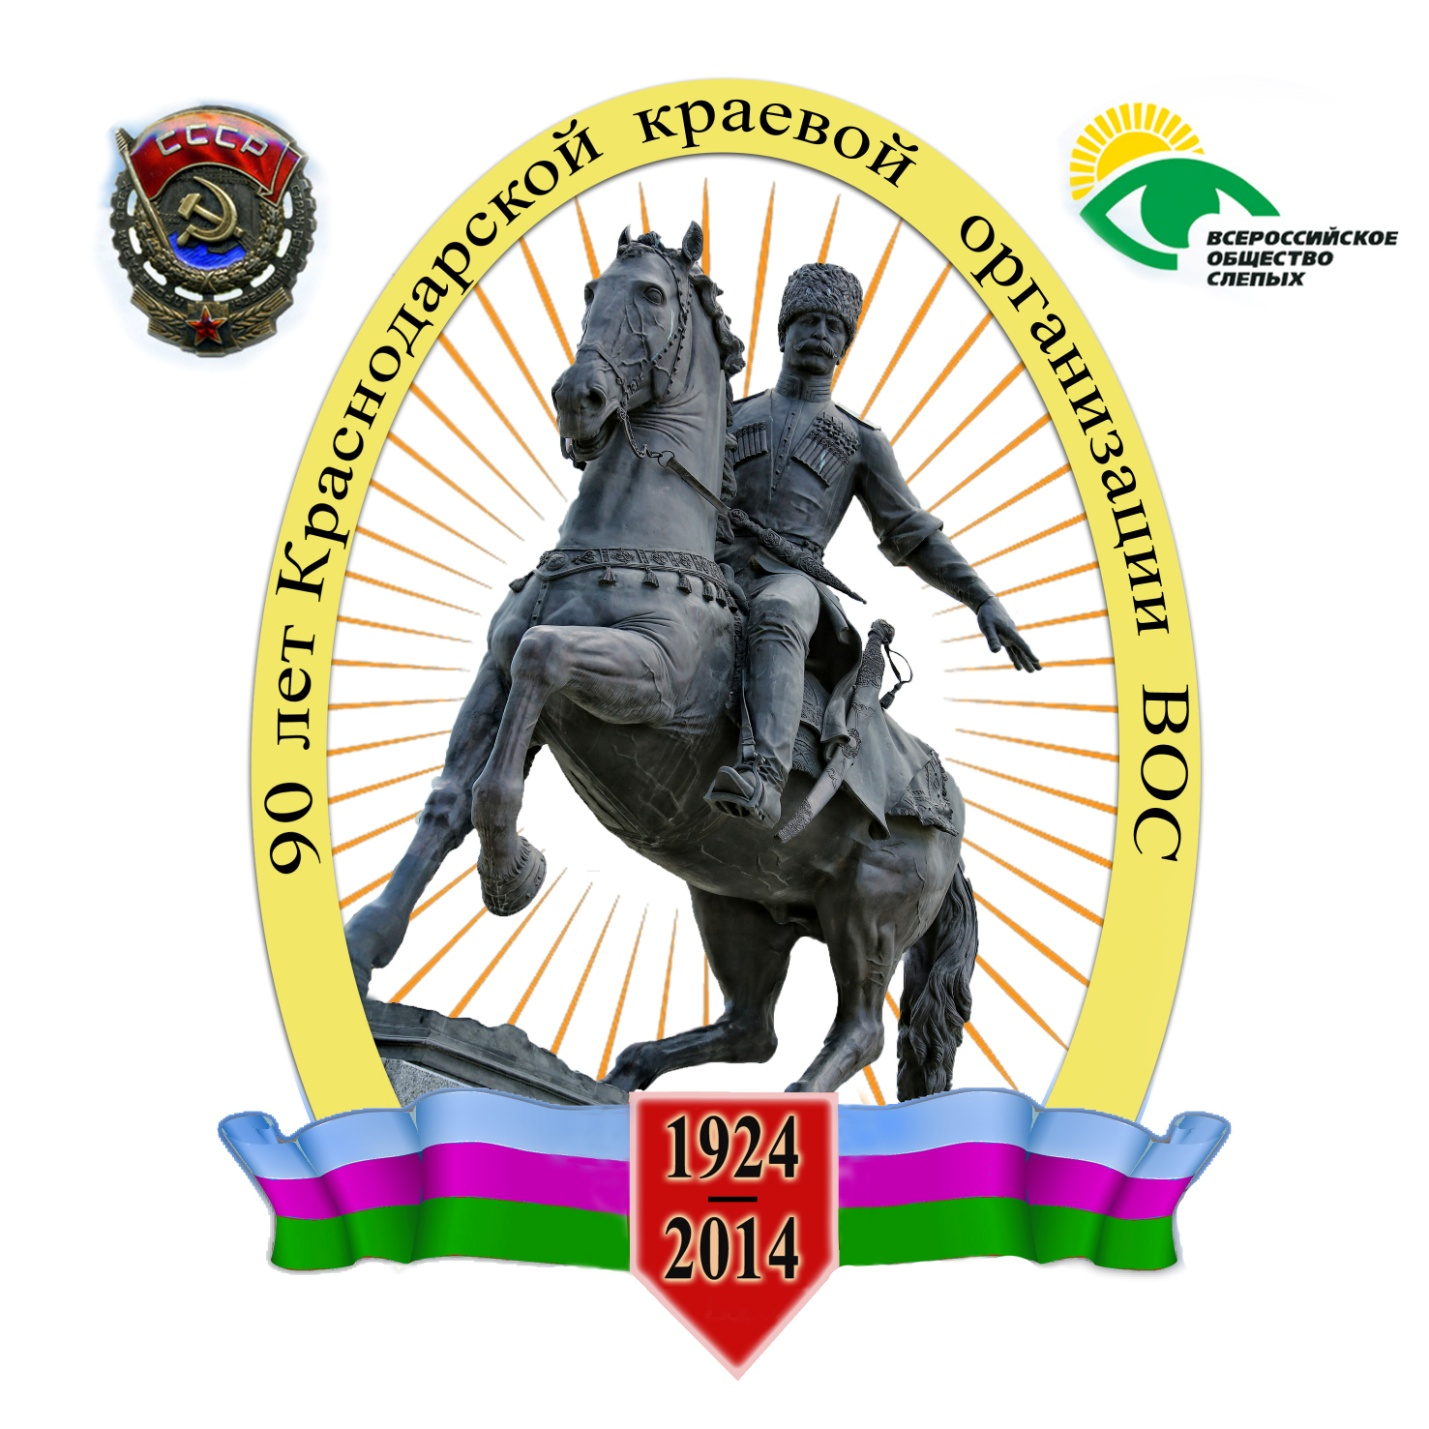 СССР
90 лет Краснодарской краевой организации ВОС
ВСЕРОССИЙСКОЕ
ОБЩЕСТВО
СЛЕПЫХ
1924
—
2014